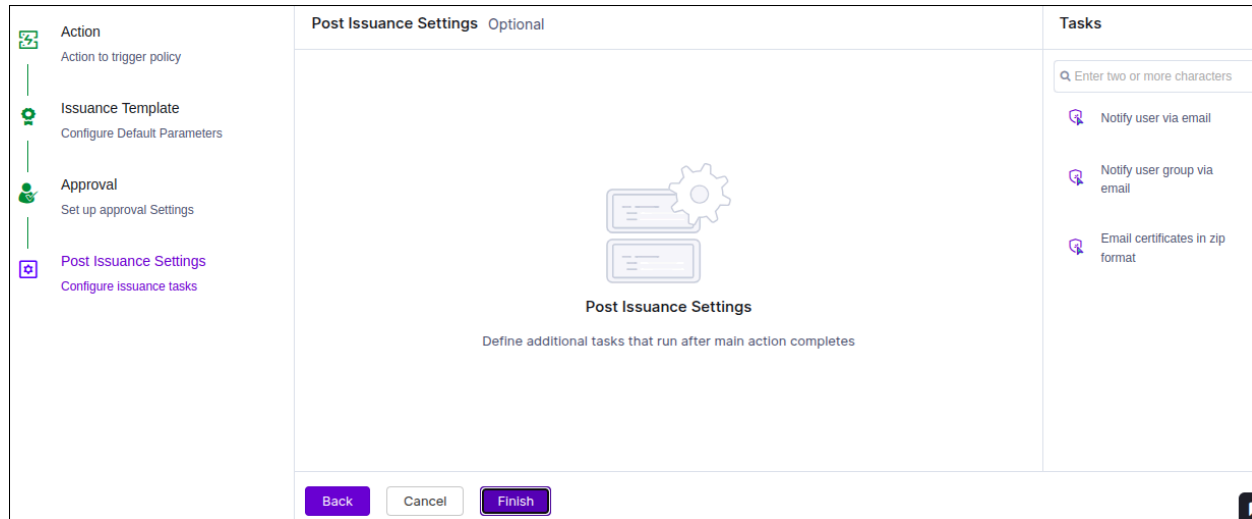 Action
Action to trigger policy
Issuance Template
Configure Default Parameters
Approval
Set up approval Settings
Post Issuance Settings
Configure issuance tasks
Post Issuance Settings Optional
Post Issuance Settings
Define additional tasks that run after main action completes
Back
Cancel
Finish
Tasks
Enter two or more characters
Notify user via email
Notify user group via
email
Email certificates in zip
format